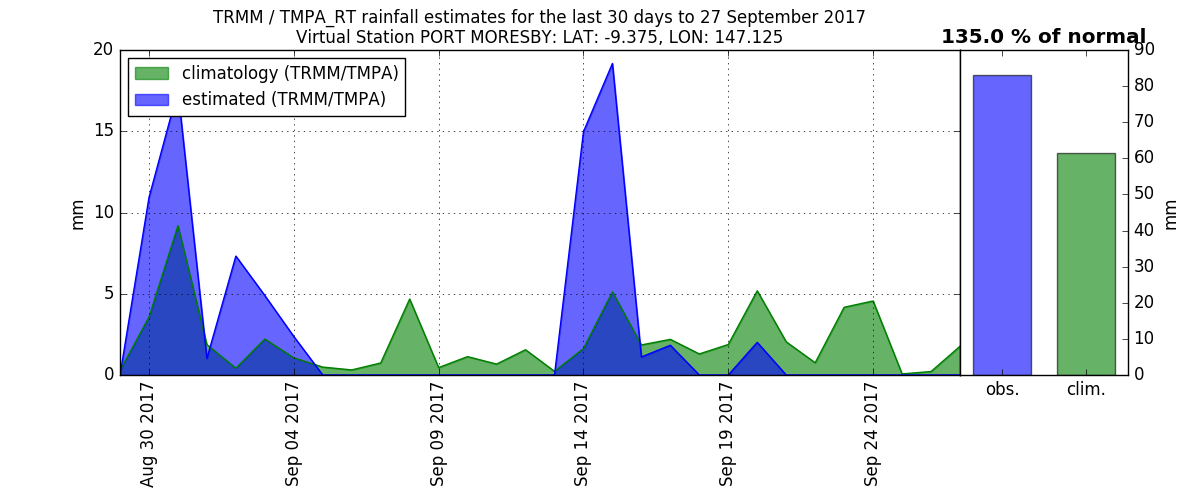 TRMM / TMPA_RT rainfall estimates for the last 30 days to 27 September 2017
Virtual Station PORT MORESBY: LAT: -9.375, LON: 147.125
135.0 % of normal
climatology (TRMM/TMPA)
estimated (TRMM/TMPA)
20
15
10
5
0
mm
Aug 30 2017
Sep 04 2017
Sep 09 2017
Sep 14 2017
Sep 19 2017
Sep 24 2017
obs.
clim.
90
80
70
60
50
40
30
20
10
0
mm